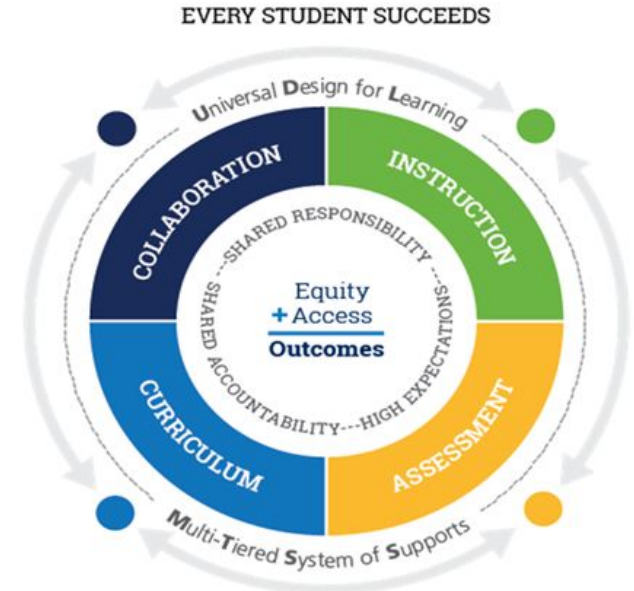 EVERY STUDENT SUCCEEDS
Universal Design for Learning
COLLABORATION
INSTRUCTION
---SHARED RESPONSIBILITY---
SHARED ACCOUNTABILITY---HIGH EXPECTATIONS
Equity
+Access
Outcomes
CURRICULUM
ASSESSMENT
Multi-Tiered System of Supports